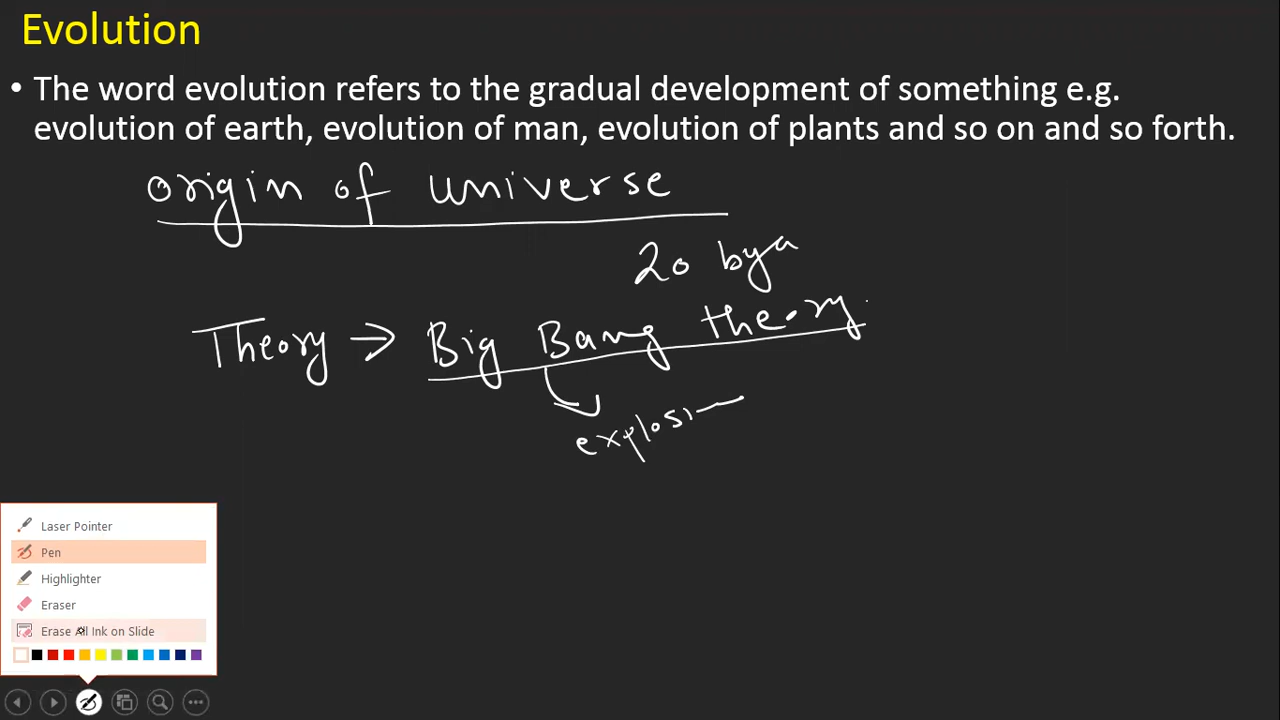 Evolution
• The word evolution refers to the gradual development of something e.g.
evolution of earth, evolution of man, evolution of plants and so on and so forth.
origin of universe
20 bya
Theory → Big Bang theory
explosion
Laser Pointer
Pen
Highlighter
Eraser
Erase All Ink on Slide